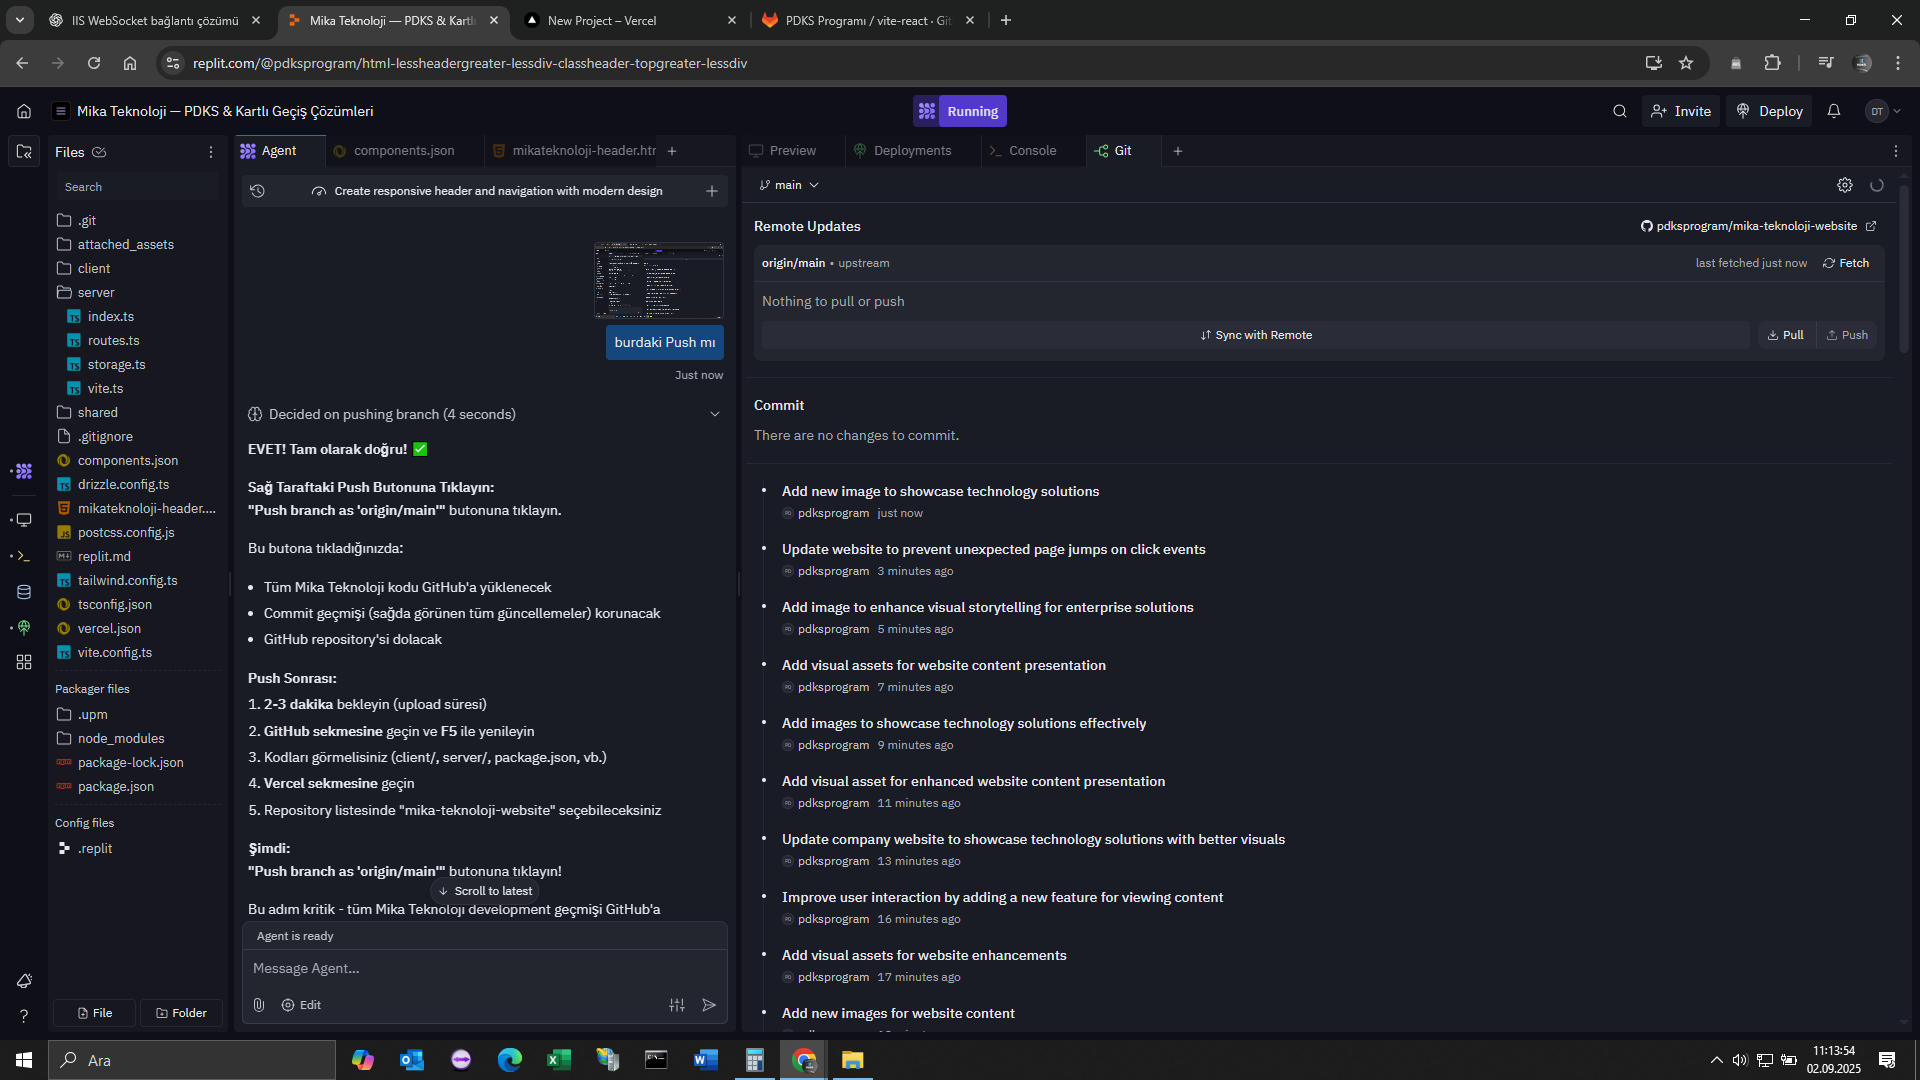 IIS WebSocket bağlantı çözümü
Mika Teknoloji — PDKS & Kartlı
New Project – Vercel
PDKS Programı / vite-react · Git
replit.com/@pdksprogram/html-lessheadergreater-lessdiv-classheader-topgreater-lessdiv
Mika Teknoloji — PDKS & Kartlı Geçiş Çözümleri
Running
Invite
Deploy
DT
Files
Agent
components.json
mikateknoloji-header.htr
Preview
Deployments
Console
Git
Search
Create responsive header and navigation with modern design
main
.git
attached_assets
client
server
index.ts
routes.ts
storage.ts
vite.ts
shared
.gitignore
components.json
drizzle.config.ts
mikateknoloji-header....
postcss.config.js
replit.md
tailwind.config.ts
tsconfig.json
vercel.json
vite.config.ts
Packager files
.upm
node_modules
package-lock.json
package.json
Config files
.replit
File
Folder
burdaki Push mı
Just now
Decided on pushing branch (4 seconds)
EVET! Tam olarak doğru! ✅
Sağ Taraftaki Push Butonuna Tıklayın:
"Push branch as 'origin/main'" butonuna tıklayın.
Bu butona tıkladığınızda:
• Tüm Mika Teknoloji kodu GitHub'a yüklenecek
• Commit geçmişi (sağda görünen tüm güncellemeler) korunacak
• GitHub repository'si dolacak
Push Sonrası:
1. 2-3 dakika bekleyin (upload süresi)
2. GitHub sekmesine geçin ve F5 ile yenileyin
3. Kodları görmelisiniz (client/, server/, package.json, vb.)
4. Vercel sekmesine geçin
5. Repository listesinde "mika-teknoloji-website" seçebileceksiniz
Şimdi:
"Push branch as 'origin/main'" butonuna tıklayın!
Scroll to latest
Bu adım kritik - tüm Mika Teknoloji development geçmişi GitHub'a
Agent is ready
Message Agent...
Edit
Remote Updates
pdksprogram/mika-teknoloji-website
origin/main • upstream
last fetched just now
Fetch
Nothing to pull or push
Sync with Remote
Pull
Push
Commit
There are no changes to commit.
Add new image to showcase technology solutions
pdksprogram just now
Update website to prevent unexpected page jumps on click events
pdksprogram 3 minutes ago
Add image to enhance visual storytelling for enterprise solutions
pdksprogram 5 minutes ago
Add visual assets for website content presentation
pdksprogram 7 minutes ago
Add images to showcase technology solutions effectively
pdksprogram 9 minutes ago
Add visual asset for enhanced website content presentation
pdksprogram 11 minutes ago
Update company website to showcase technology solutions with better visuals
pdksprogram 13 minutes ago
Improve user interaction by adding a new feature for viewing content
pdksprogram 16 minutes ago
Add visual assets for website enhancements
pdksprogram 17 minutes ago
Add new images for website content
Ara
11:13:54
02.09.2025